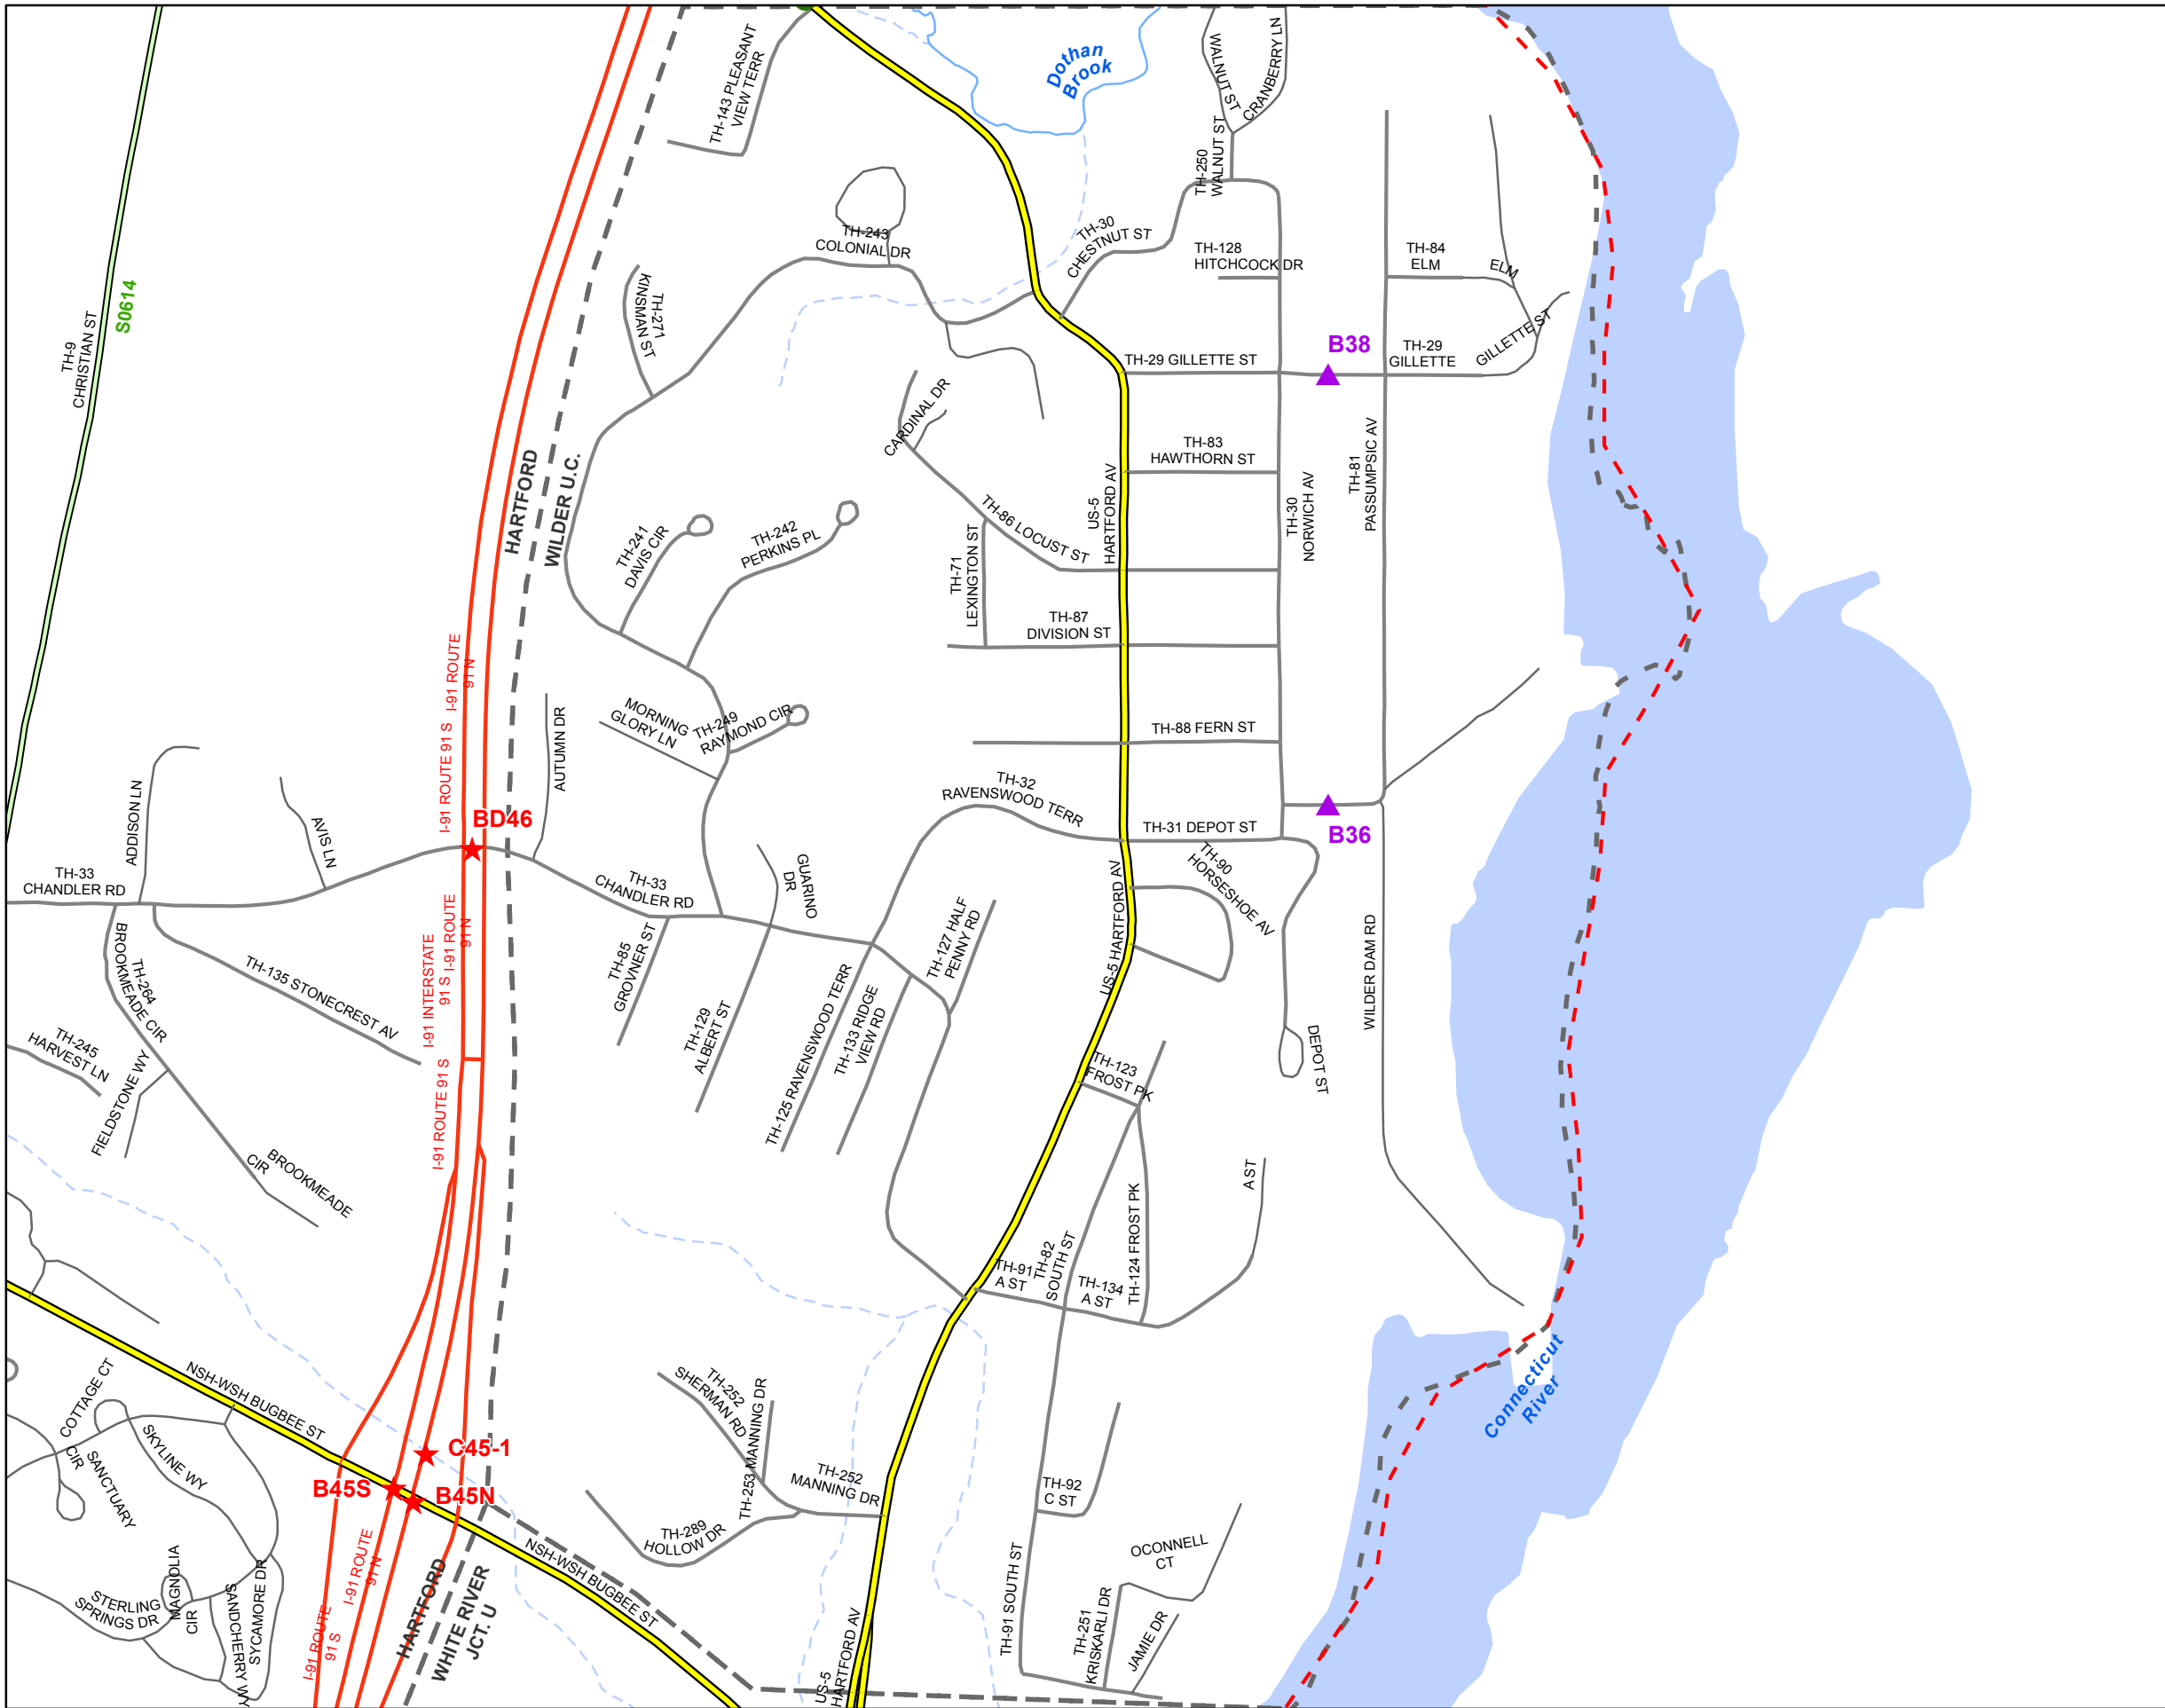 TH-143 PLEASANT
VIEW TERR
Dothan
Brook
WALNUT ST
CRANBERRY LN
TH-250
WALNUT ST
TH-9
CHRISTIAN ST
S0614
TH-243
COLONIAL DR
TH-271
KINSMAN ST
TH-30
CHESTNUT ST
TH-128
HITCHCOCK DR
TH-84
ELM
ELM
GILLETTE ST
TH-29 GILLETTE ST
B38
TH-29
GILLETTE
CARDINAL DR
TH-83
HAWTHORN ST
HARTFORD
WILDER U.C.
TH-241
DAVIS CIR
TH-242
PERKINS PL
TH-86 LOCUST ST
TH-71
LEXINGTON ST
US-5
HARTFORD AV
TH-30
NORWICH AV
TH-81
PASSUMPSIC AV
TH-87
DIVISION ST
I-91 ROUTE
91 N
I-91 ROUTE 91 S
AUTUMN DR
MORNING
GLORY LN
TH-249
RAYMOND CIR
TH-88 FERN ST
TH-32
RAVENSWOOD TERR
TH-31 DEPOT ST
B36
ADDISON LN
AVIS LN
BD46
TH-33
CHANDLER RD
TH-33
CHANDLER RD
GUARINO
DR
TH-90
HORSESHOE AV
US-5 HARTFORD AV
TH-264
BROOKMEADE CIR
TH-135 STONECREST AV
I-91 INTERSTATE
91 S
I-91 ROUTE
91 N
TH-85
GROVNER ST
TH-127 HALF
PENNY RD
WILDER DAM RD
TH-245
HARVEST LN
FIELDSTONE WY
I-91 ROUTE 91 S
TH-129
ALBERT ST
TH-125 RAVENSWOOD TERR
TH-133 RIDGE
VIEW RD
TH-123
FROST PK
DEPOT ST
BROOKMEADE
CIR
A ST
TH-124 FROST PK
TH-82
SOUTH ST
TH-91
A ST
TH-134
A ST
Connecticut
River
COTTAGE CT
NSH-WSH BUGBEE ST
TH-252
SHERMAN RD
TH-253 MANNING DR
TH-252
MANNING DR
SKYLINE WY
SANCTUARY
CIR
C45-1
B45S
B45N
TH-92
C ST
TH-289
HOLLOW DR
NSH-WSH BUGBEE ST
OCONNELL
CT
MAGNOLIA
CIR
STERLING
SPRINGS DR
SANDCHERRY WY
SYCAMORE DR
I-91 ROUTE
91 N
I-91 ROUTE
91 S
HARTFORD
WHITE RIVER
JCT. U
US-5
HARTFORD AV
TH-91 SOUTH ST
TH-251
KRISKARLI DR
JAMIE DR